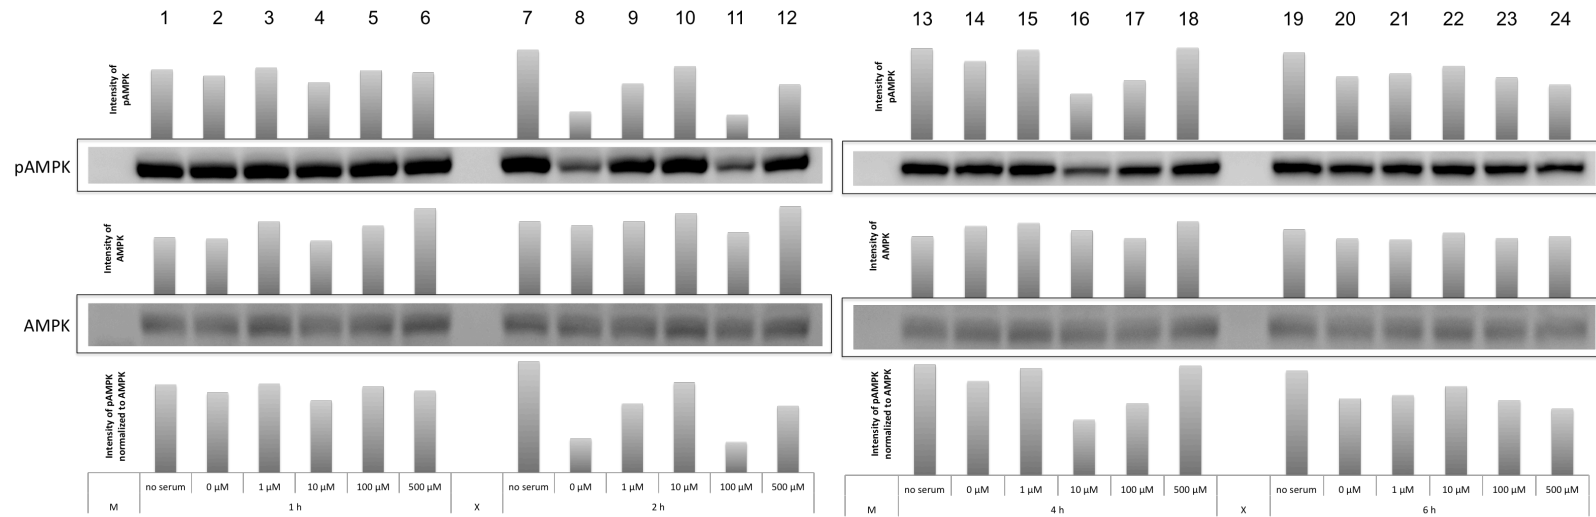 1 2 3 4 5 6 7 8 9 10 11 12 13 14 15 16 17 18 19 20 21 22 23 24
Intensity of
pAMPK
Intensity of
pAMPK
pAMPK
Intensity of
AMPK
Intensity of
AMPK
AMPK
Intensity of pAMPK
normalized to AMPK
Intensity of pAMPK
normalized to AMPK
no serum 0 µM 1 µM 10 µM 100 µM 500 µM no serum 0 µM 1 µM 10 µM 100 µM 500 µM no serum 0 µM 1 µM 10 µM 100 µM 500 µM no serum 0 µM 1 µM 10 µM 100 µM 500 µM
M 1 h X 2 h M 4 h X 6 h